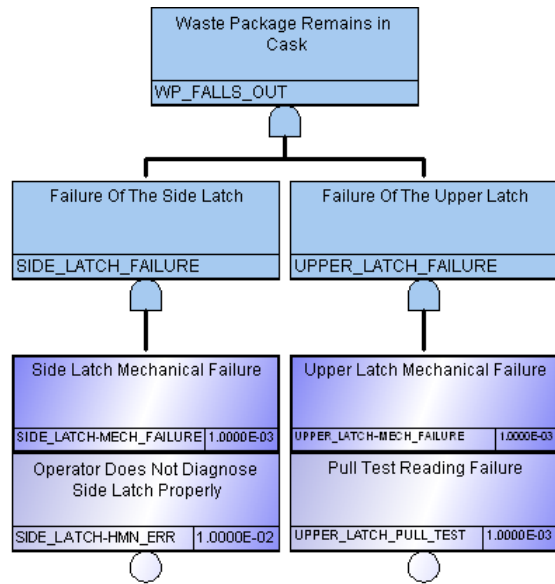 Waste Package Remains in
Cask
WP_FALLS_OUT
Failure Of The Side Latch
SIDE_LATCH_FAILURE
Failure Of The Upper Latch
UPPER_LATCH_FAILURE
Side Latch Mechanical Failure
SIDE_LATCH-MECH_FAILURE 1.0000E-03
Operator Does Not Diagnose
Side Latch Properly
SIDE_LATCH-HMN_ERR 1.0000E-02
Upper Latch Mechanical Failure
UPPER_LATCH-MECH_FAILURE 1.0000E-03
Pull Test Reading Failure
UPPER_LATCH_PULL_TEST 1.0000E-03